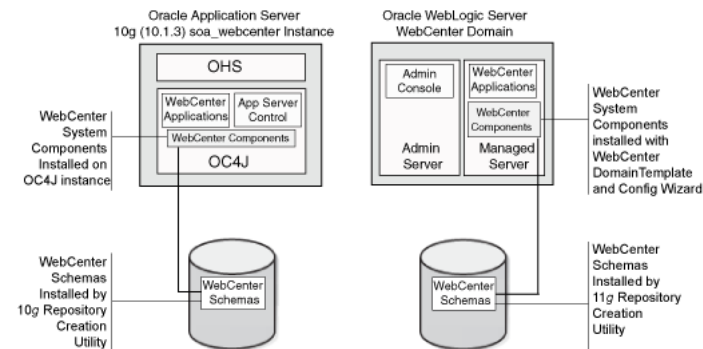 Oracle Application Server
10g (10.1.3) soa_webcenter Instance
OHS
WebCenter
Applications
App Server
Control
WebCenter Components
OC4J
WebCenter
System
Components
Installed on
OC4J instance
WebCenter
Schemas
WebCenter
Schemas
Installed by
10g Repository
Creation
Utility
Oracle WebLogic Server
WebCenter Domain
Admin
Console
Admin
Server
WebCenter
Applications
WebCenter
Components
Managed
Server
WebCenter
System
Components
installed with
WebCenter
DomainTemplate
and Config Wizard
WebCenter
Schemas
WebCenter
Schemas
Installed by
11g Repository
Creation
Utility